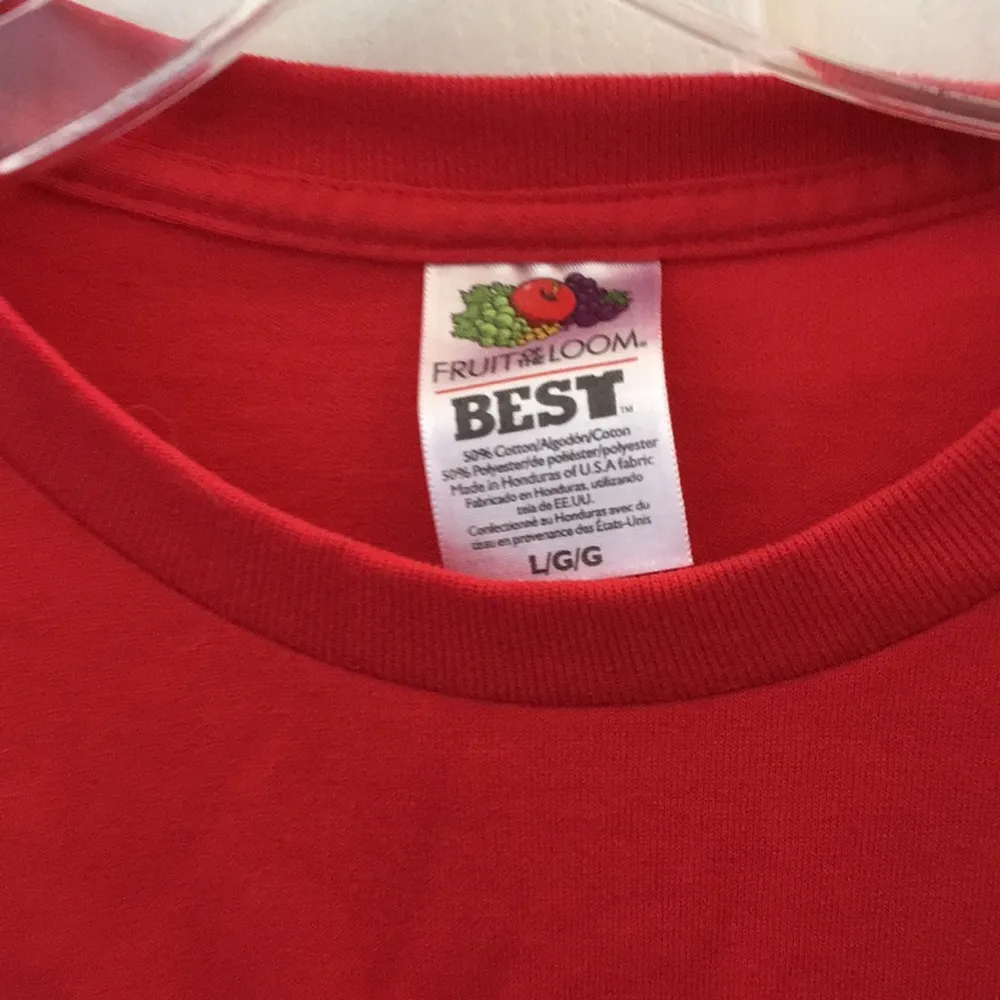 FRUIT OF THE LOOM®
BEST™
50% Cotton/Algodón/Coton
50% Polyester/de poliéster/polyester
Made in Honduras of U.S.A fabric
Fabricado en Honduras, utilizando
tela de EE.UU.
Confectionné au Honduras avec du
tissu en provenance des États-Unis
L/G/G